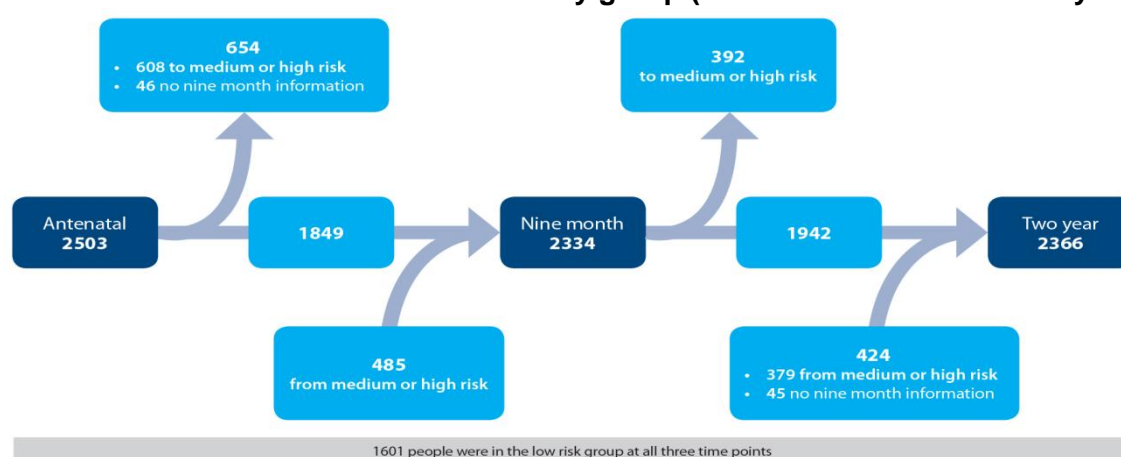 y group (
y
654
• 608 to medium or high risk
• 46 no nine month information
392
to medium or high risk
Antenatal
2503
1849
Nine month
2334
1942
Two year
2366
485
from medium or high risk
424
• 379 from medium or high risk
• 45 no nine month information
1601 people were in the low risk group at all three time points